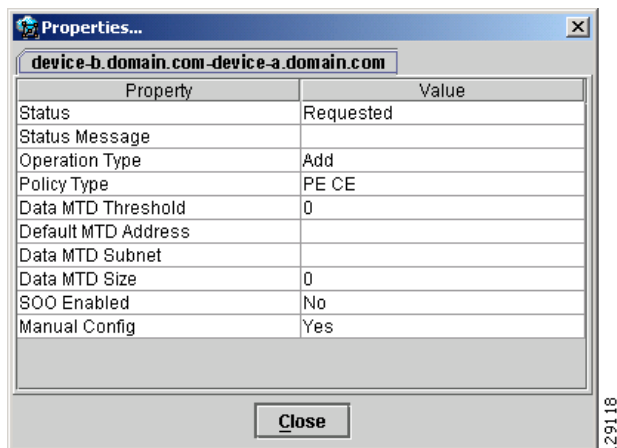 Properties...
device-b.domain.com-device-a.domain.com
Property Value
Status Requested
Status Message
Operation Type Add
Policy Type PE CE
Data MTD Threshold 0
Default MTD Address
Data MTD Subnet
Data MTD Size 0
SOO Enabled No
Manual Config Yes
Close
29118